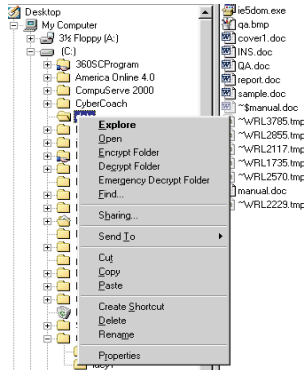 Desktop
My Computer
3½ Floppy (A:)
(C:)
360SCProgram
America Online 4.0
CompuServe 2000
CyberCoach
Explore
Open
Encrypt Folder
Decrypt Folder
Emergency Decrypt Folder
Find...
Sharing...
Send To
Cut
Copy
Paste
Create Shortcut
Delete
Rename
Properties
ie5dom.exe
qa.bmp
cover1.doc
INS.doc
QA.doc
report.doc
sample.doc
~$manual.doc
~WRL3785.tmp
~WRL2855.tmp
~WRL2117.tmp
~WRL1735.tmp
~WRL2570.tmp
manual.doc
~WRL2229.tmp